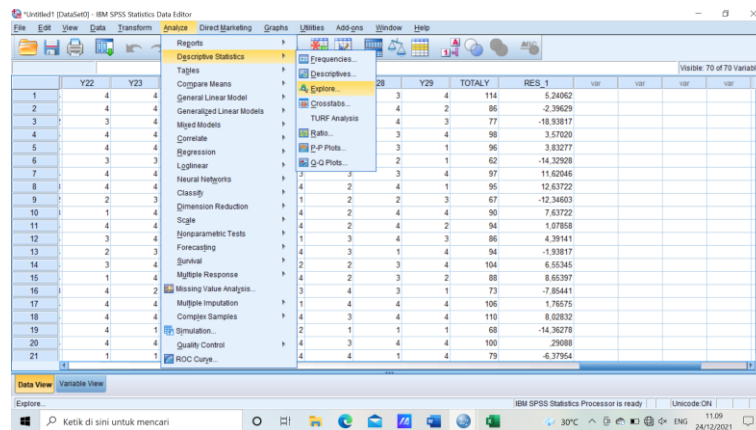 *Untitled1 [DataSet0] - IBM SPSS Statistics Data Editor
File Edit View Data Transform Analyze Direct Marketing Graphs Utilities Add-ons Window Help
Reports
Descriptive Statistics
Tables
Compare Means
General Linear Model
Generalized Linear Models
Mixed Models
Correlate
Regression
Loglinear
Neural Networks
Classify
Dimension Reduction
Scale
Nonparametric Tests
Forecasting
Survival
Multiple Response
Missing Value Analysis...
Multiple Imputation
Complex Samples
Simulation...
Quality Control
ROC Curve...
Frequencies...
Descriptives...
Explore...
Crosstabs...
TURF Analysis
Ratio...
P-P Plots...
Q-Q Plots...
Visible: 70 of 70 Variabl
Y22 Y23 28 Y29 TOTALY RES_1 var var var var
1 4 4 3 4 114 5,24062
2 4 4 4 2 86 -2,39629
3 3 4 4 3 77 -18,93817
4 4 4 3 4 98 3,57020
5 4 4 3 1 96 3,83277
6 3 3 2 1 62 -14,32928
7 4 4 3 3 3 4 97 11,62046
8 4 4 4 2 4 1 95 12,63722
9 2 3 1 2 2 3 67 -12,34603
10 1 4 4 2 4 4 90 7,63722
11 4 4 4 2 4 2 94 1,07858
12 3 4 1 3 4 3 86 4,39141
13 2 3 1 3 4 1 94 -1,93817
14 3 4 2 2 3 4 104 6,55345
15 1 4 4 2 3 2 88 8,65397
16 4 2 1 3 3 1 73 -7,85441
17 4 4 3 4 4 4 106 1,76575
18 4 4 4 3 4 4 110 8,02832
19 4 1 2 1 1 1 68 -14,36278
20 4 4 4 3 4 4 100 ,29088
21 1 1 4 4 1 4 79 -6,37954
Data View Variable View
Explore... IBM SPSS Statistics Processor is ready Unicode:ON
Ketik di sini untuk mencari 30°C ENG 11.09
24/12/2021